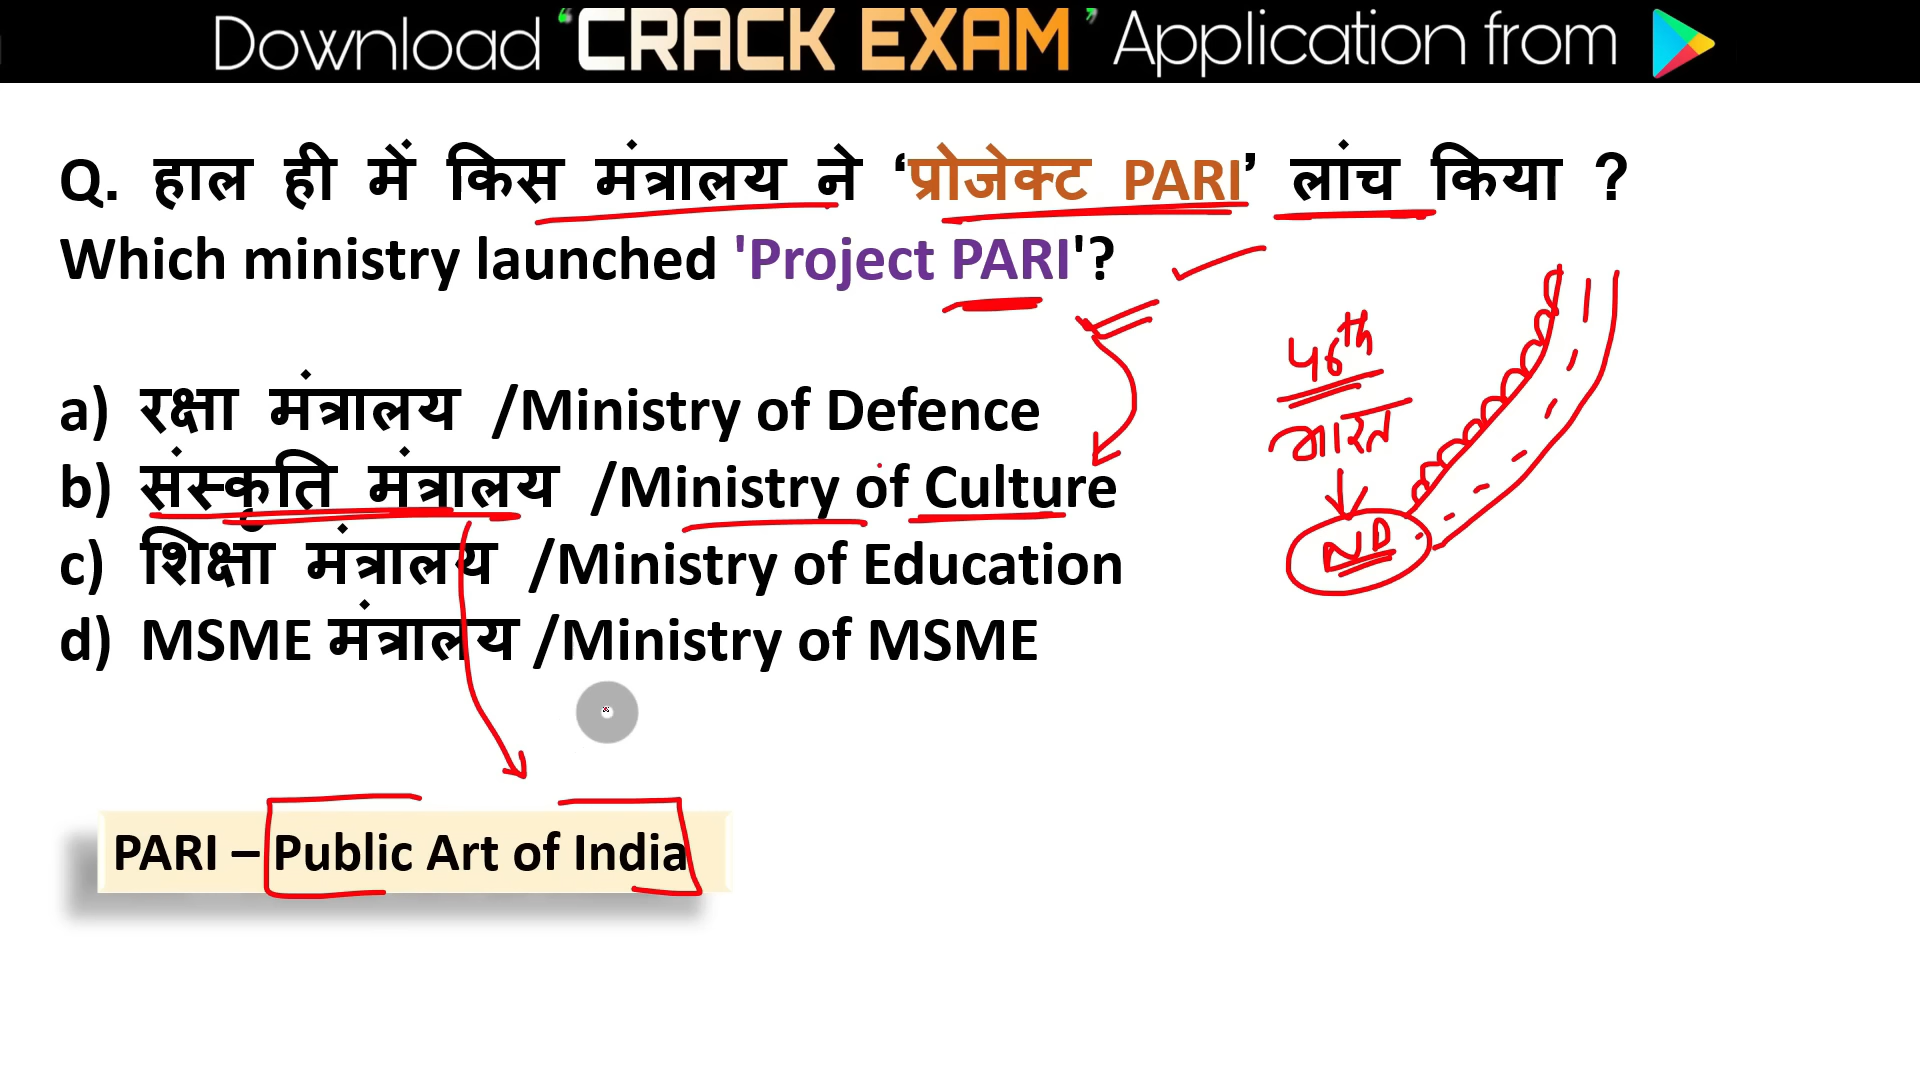 Download ‘CRACK EXAM’ Application from
Q. हाल ही में किस मंत्रालय ने ‘प्रोजेक्ट PARI’ लांच किया ?
Which ministry launched 'Project PARI'?
a) रक्षा मंत्रालय /Ministry of Defence
b) संस्कृति मंत्रालय /Ministry of Culture
c) शिक्षा मंत्रालय /Ministry of Education
d) MSME मंत्रालय /Ministry of MSME
46th
भारत
ND
PARI – Public Art of India